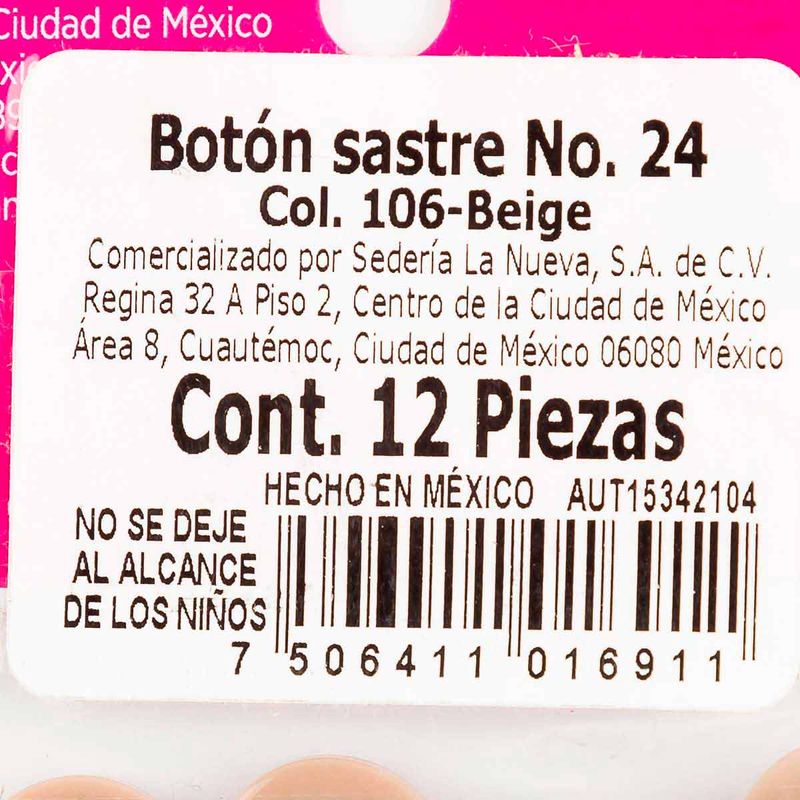 Ciudad de México
Botón sastre No. 24
Col. 106-Beige
Comercializado por Sedería La Nueva, S.A. de C.V.
Regina 32 A Piso 2, Centro de la Ciudad de México
Área 8, Cuautémoc, Ciudad de México 06080 México
Cont. 12 Piezas
HECHO EN MÉXICO AUT15342104
NO SE DEJE
AL ALCANCE
DE LOS NIÑOS
7 506411 016911